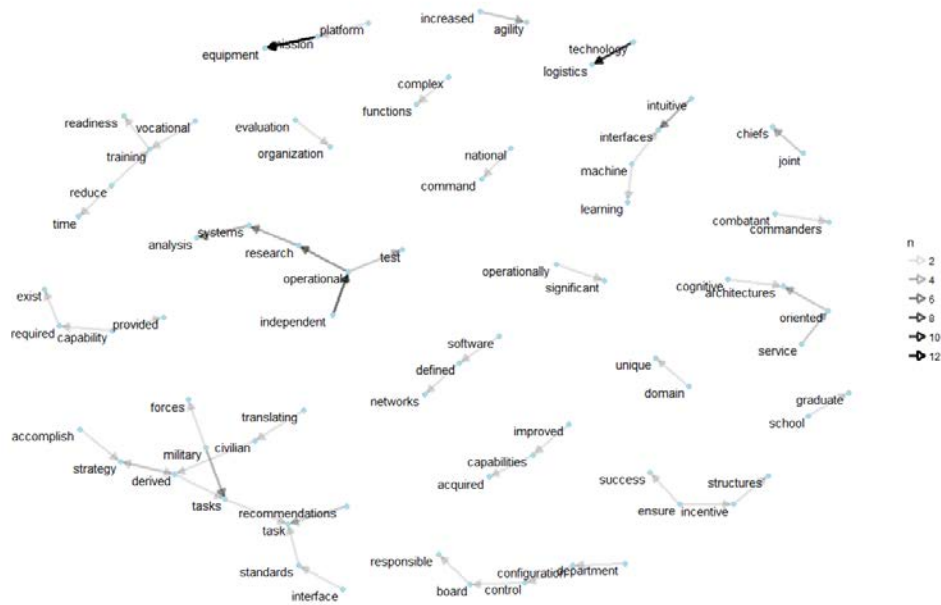 increased
platform
agility
mission
equipment
technology
logistics
complex
functions
intuitive
readiness
vocational
evaluation
interfaces
chiefs
training
organization
national
joint
machine
command
reduce
learning
time
combatant
commanders
systems
analysis
research
test
operational
operationally
significant
cognitive
architectures
exist
independent
provided
required
capability
oriented
service
software
defined
unique
networks
domain
graduate
school
forces
translating
accomplish
military
civilian
improved
strategy
derived
capabilities
acquired
success
structures
tasks
recommendations
ensure
incentive
task
responsible
standards
configuration
department
board
control
interface
n
2
4
6
8
10
12